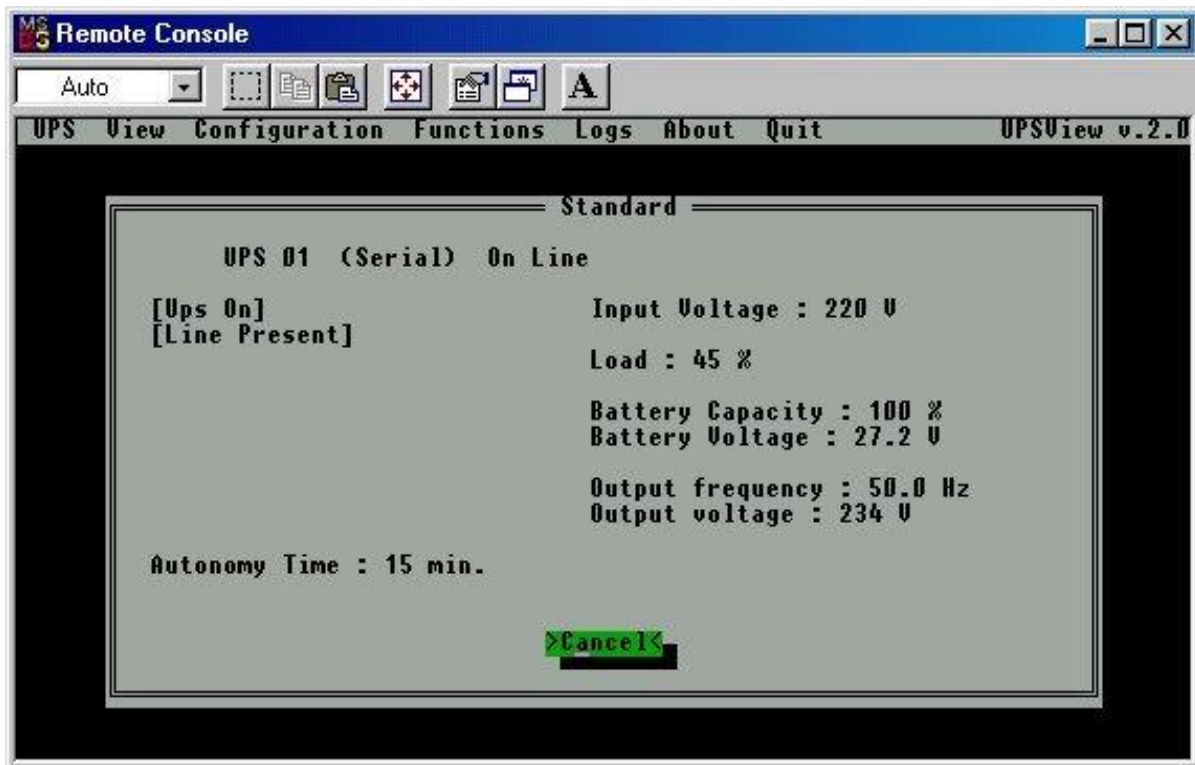 Remote Console
Auto
A
UPS View Configuration Functions Logs About Quit UPSView v.2.0
Standard
UPS 01 (Serial) On Line
[Ups On]
[Line Present]
Input Voltage : 220 V
Load : 45 %
Battery Capacity : 100 %
Battery Voltage : 27.2 V
Output frequency : 50.0 Hz
Output voltage : 234 V
Autonomy Time : 15 min.
>Cancel<